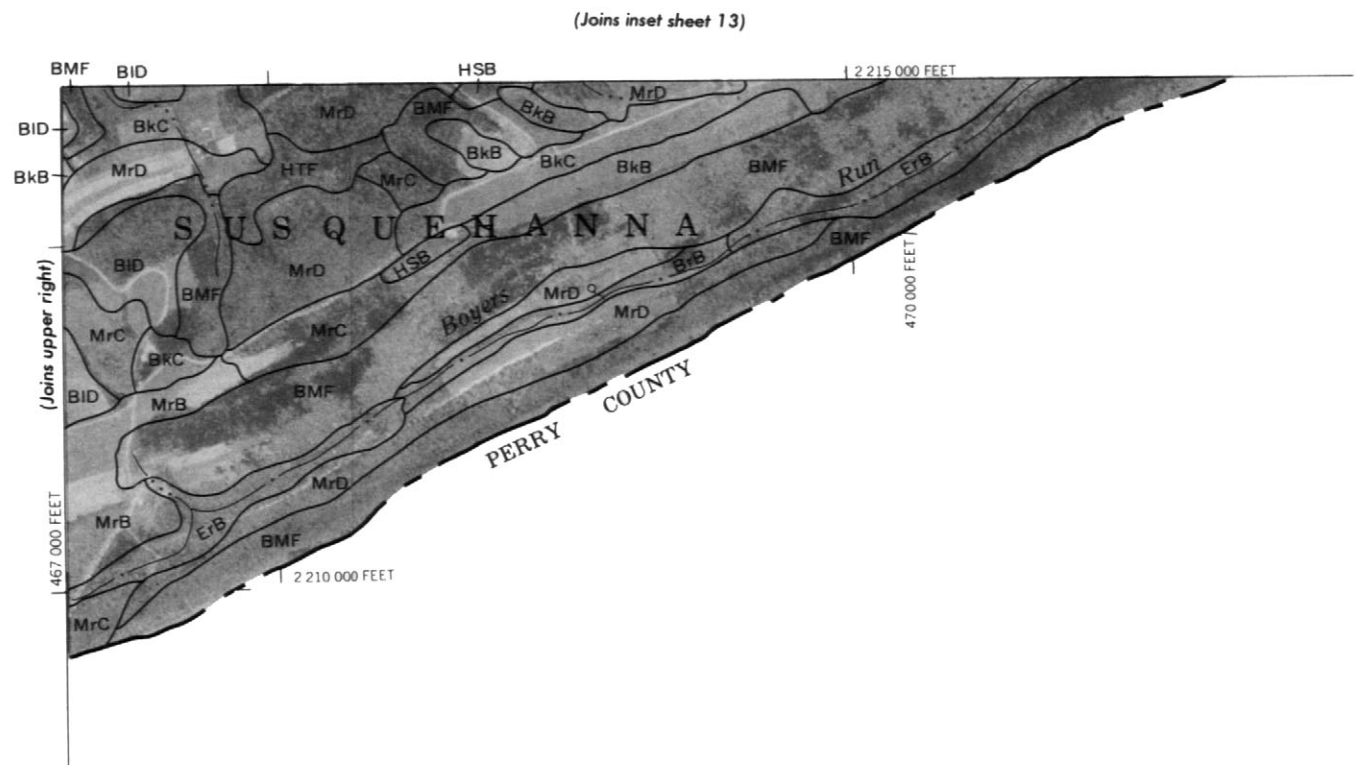 (Joins inset sheet 13)
BMF BID HSB 2 215 000 FEET
MrD BMF MrD
BkC BkB
BID
BkB BkC BkB BMF Run ErB
MrD HTF MrC
BkB
SUSQUEHANNA
BID MrD HSB BrB BMF
(Joins upper right)
BMF Boyers MrD MrD
470 000 FEET
MrC MrC
BkC
BID MrB BMF
PERRY COUNTY
MrD
467 000 FEET
MrB ErB
BMF
2 210 000 FEET
MrC